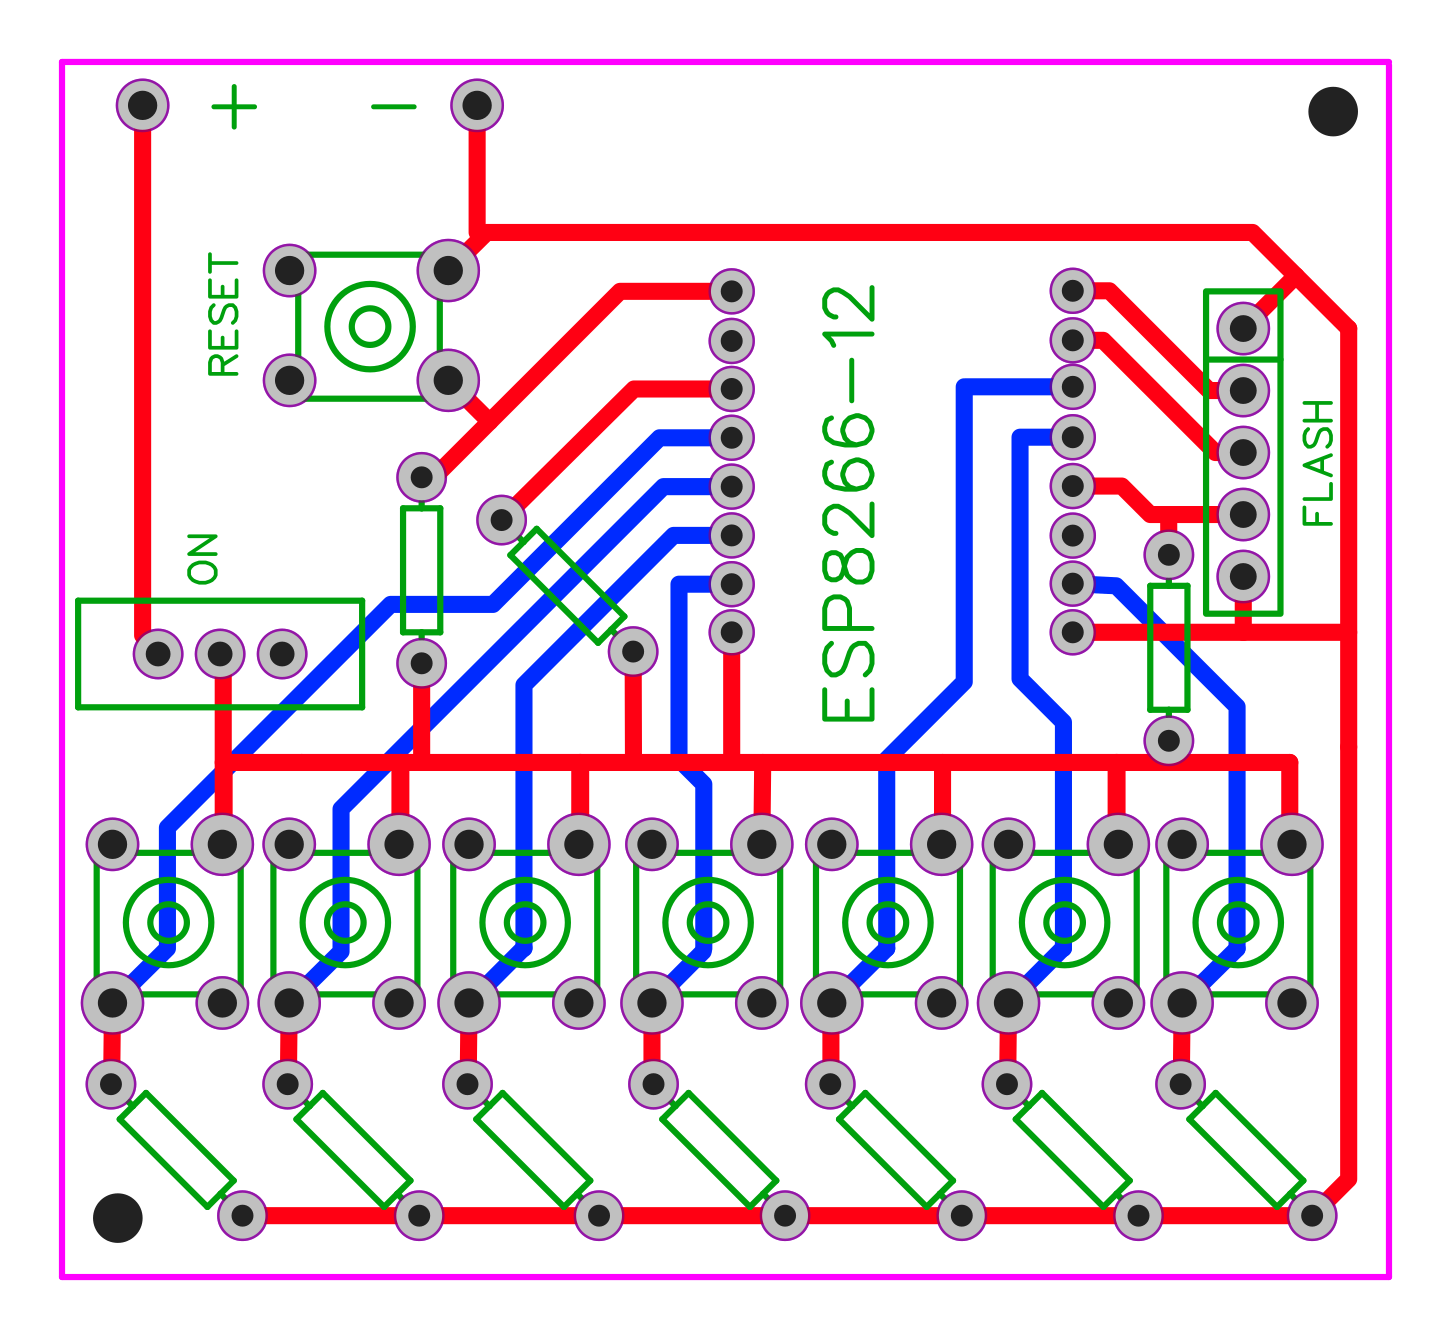 + −
RESET
ESP8266-12
FLASH
ON